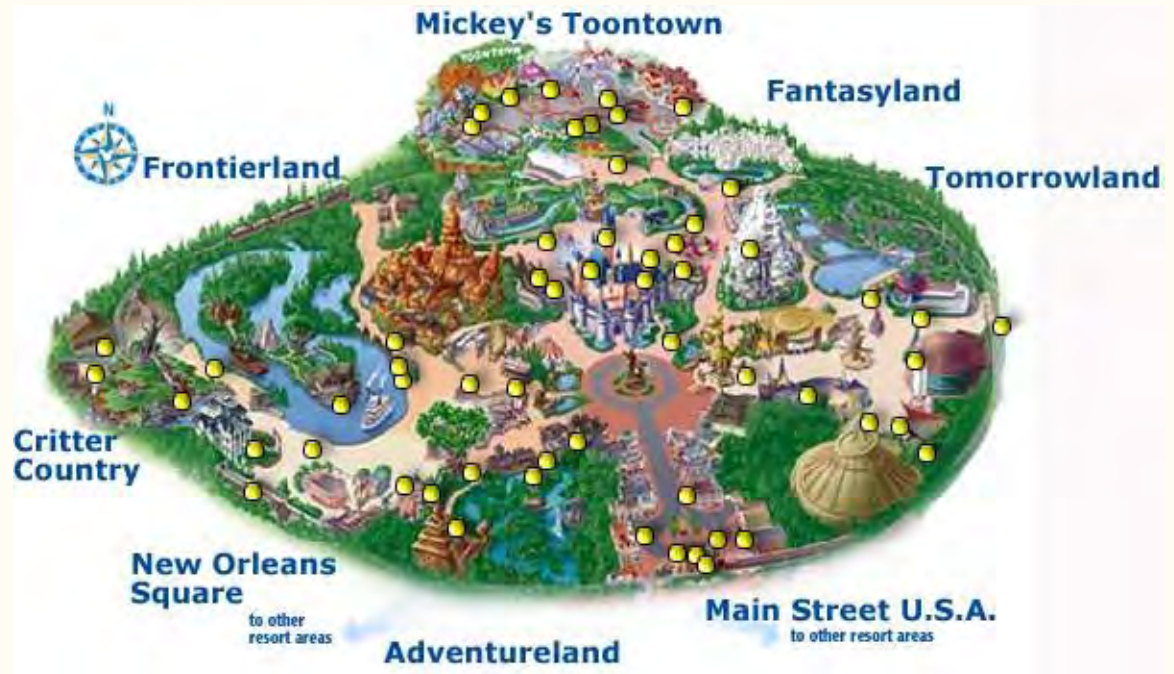 Mickey's Toontown
TOONTOWN
Fantasyland
N
Frontierland
Tomorrowland
Critter
Country
New Orleans
Square
to other
resort areas
Main Street U.S.A.
to other resort areas
Adventureland